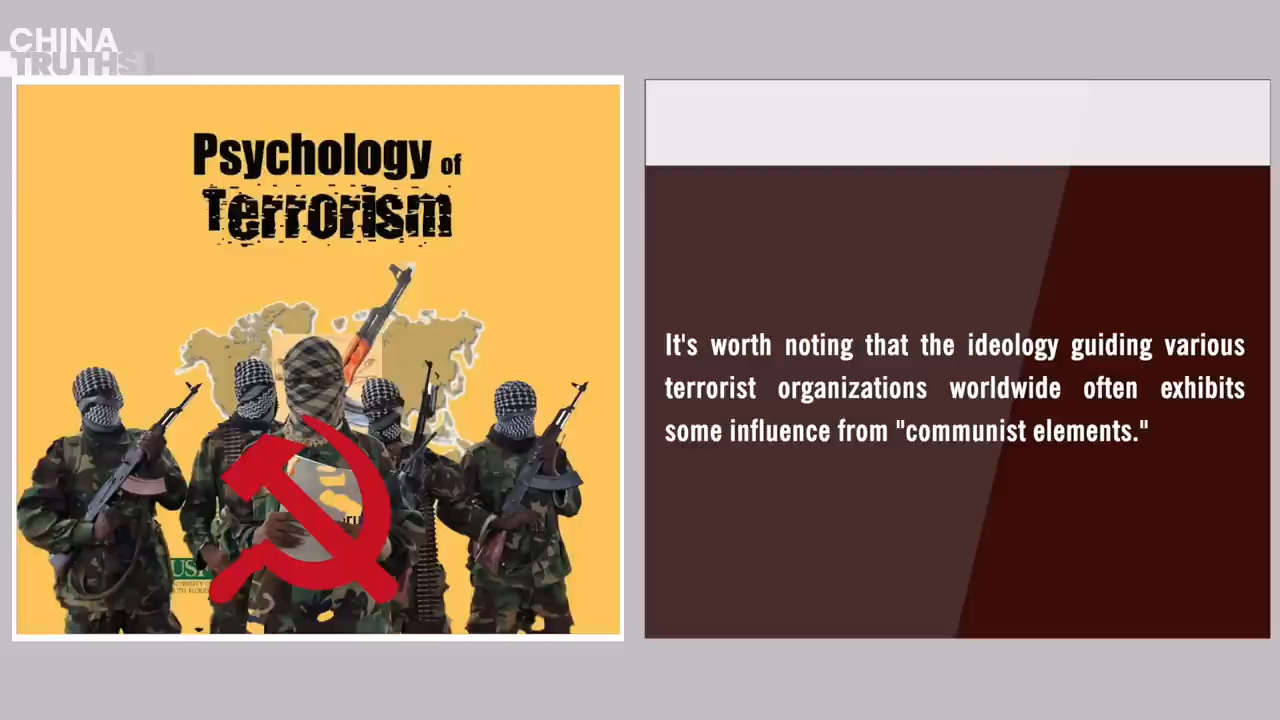 CHINA
TRUTHS
Psychology of
Terrorism
It's worth noting that the ideology guiding various
terrorist organizations worldwide often exhibits
some influence from "communist elements."